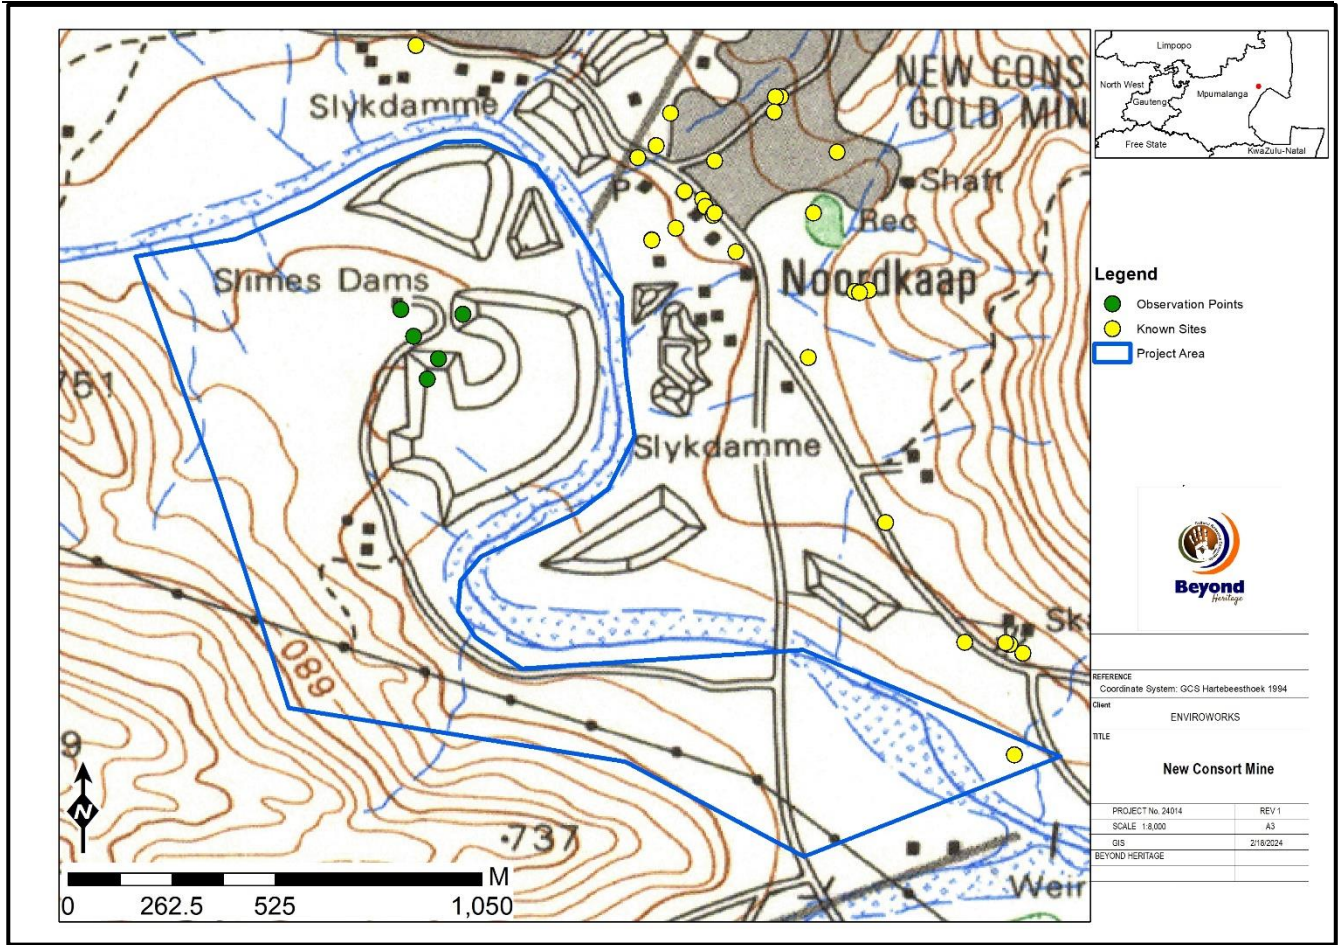 NEW CONS
GOLD MIN
Slykdamme
P
Shaft
Rec
Slimes Dams
Noordkaap
751
Slykdamme
Sk
089
9
737
Weir
N
M
0 262.5 525 1,050
Limpopo
North West
Gauteng
Mpumalanga
Free State
KwaZulu-Natal
Legend
Observation Points
Known Sites
Project Area
Beyond
Heritage
REFERENCE
Coordinate System: GCS Hartebeesthoek 1994
Client
ENVIROWORKS
TITLE
New Consort Mine
PROJECT No. 24014 REV 1
SCALE 1:8,000 A3
GIS 2/18/2024
BEYOND HERITAGE